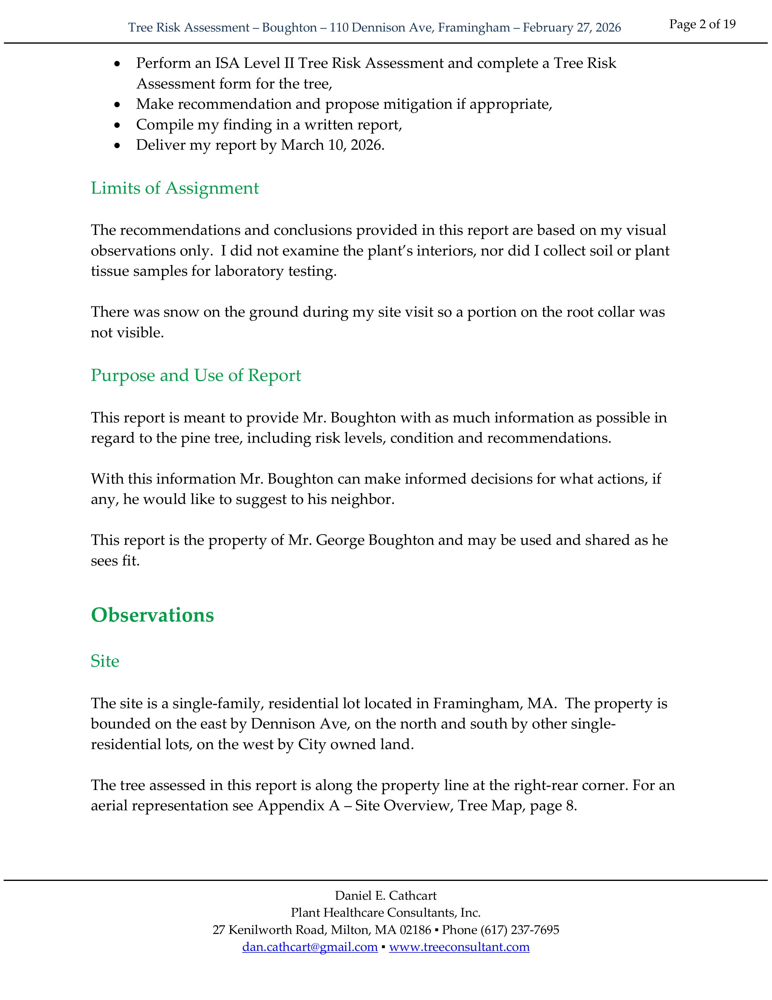 Tree Risk Assessment – Boughton – 110 Dennison Ave, Framingham – February 27, 2026
Page 2 of 19
• Perform an ISA Level II Tree Risk Assessment and complete a Tree Risk
Assessment form for the tree,
• Make recommendation and propose mitigation if appropriate,
• Compile my finding in a written report,
• Deliver my report by March 10, 2026.
Limits of Assignment
The recommendations and conclusions provided in this report are based on my visual
observations only.  I did not examine the plant’s interiors, nor did I collect soil or plant
tissue samples for laboratory testing.
There was snow on the ground during my site visit so a portion on the root collar was
not visible.
Purpose and Use of Report
This report is meant to provide Mr. Boughton with as much information as possible in
regard to the pine tree, including risk levels, condition and recommendations.
With this information Mr. Boughton can make informed decisions for what actions, if
any, he would like to suggest to his neighbor.
This report is the property of Mr. George Boughton and may be used and shared as he
sees fit.
Observations
Site
The site is a single-family, residential lot located in Framingham, MA.  The property is
bounded on the east by Dennison Ave, on the north and south by other single-
residential lots, on the west by City owned land.
The tree assessed in this report is along the property line at the right-rear corner. For an
aerial representation see Appendix A – Site Overview, Tree Map, page 8.
Daniel E. Cathcart
Plant Healthcare Consultants, Inc.
27 Kenilworth Road, Milton, MA 02186 ▪ Phone (617) 237-7695
dan.cathcart@gmail.com ▪ www.treeconsultant.com